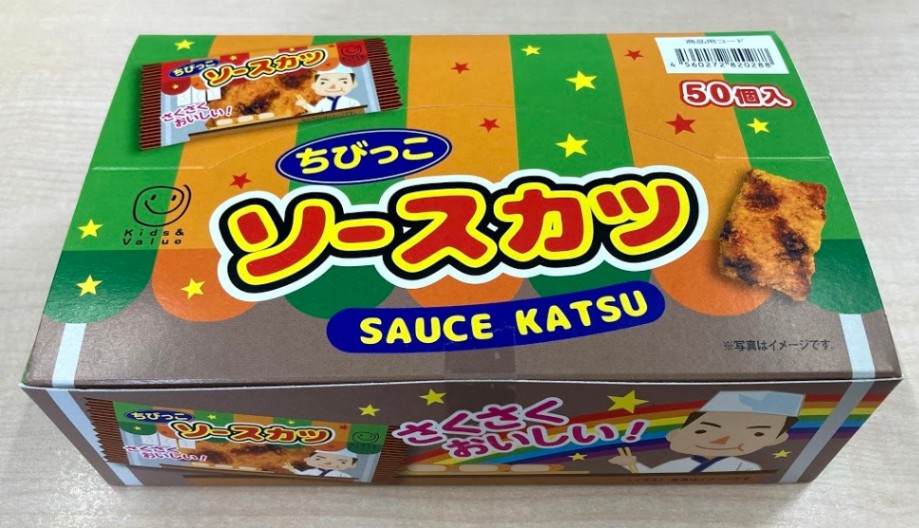 商品用コード
4 560272 820288
ちびっこ
ソースカツ
さくさく
おいしい!
50個入
ちびっこ
ソースカツ
Kids&
Value
SAUCE KATSU
※写真はイメージです。
ちびっこ
ソースカツ
さくさく
おいしい!
さくさく
おいしい!